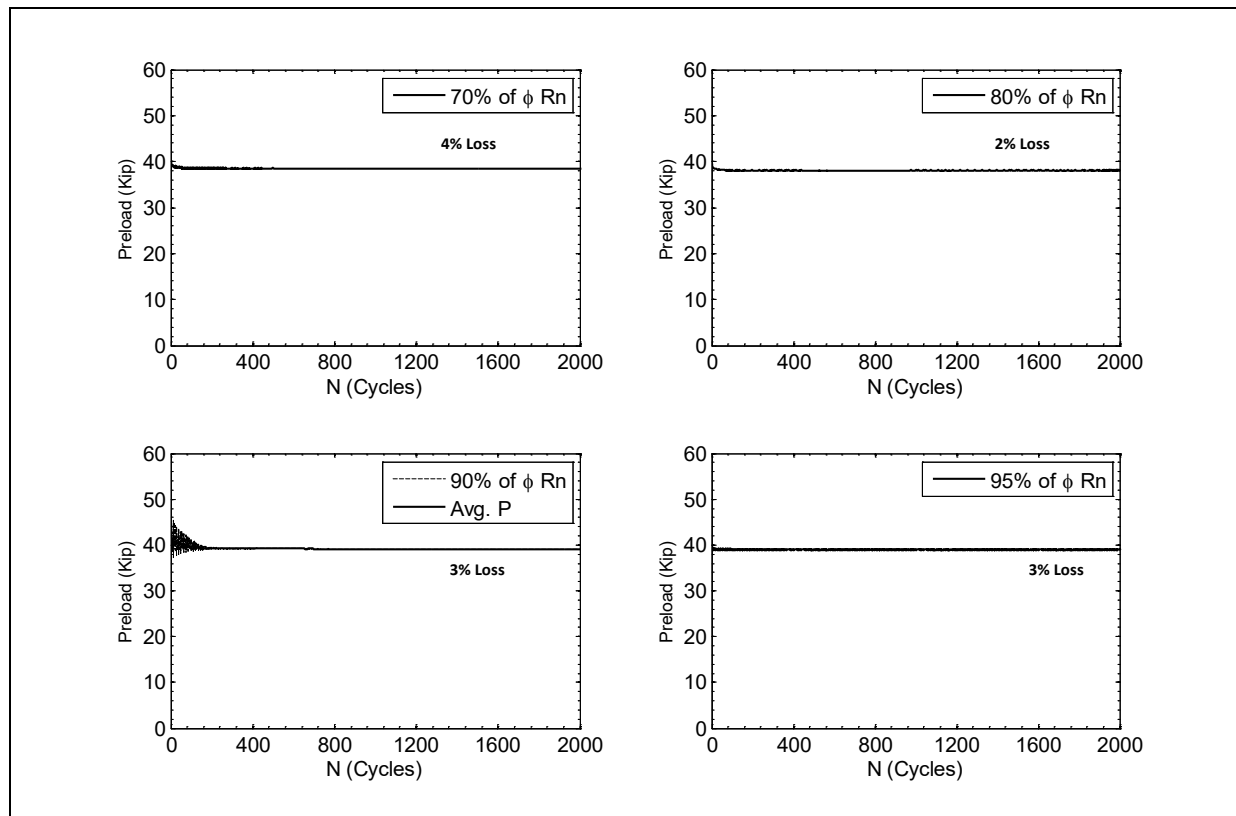 60
50
40
30
20
10
0
Preload (Kip)
70% of ϕ Rn
4% Loss
0 400 800 1200 1600 2000
N (Cycles)
60
50
40
30
20
10
0
Preload (Kip)
80% of ϕ Rn
2% Loss
0 400 800 1200 1600 2000
N (Cycles)
60
50
40
30
20
10
0
Preload (Kip)
90% of ϕ Rn
Avg. P
3% Loss
0 400 800 1200 1600 2000
N (Cycles)
60
50
40
30
20
10
0
Preload (Kip)
95% of ϕ Rn
3% Loss
0 400 800 1200 1600 2000
N (Cycles)